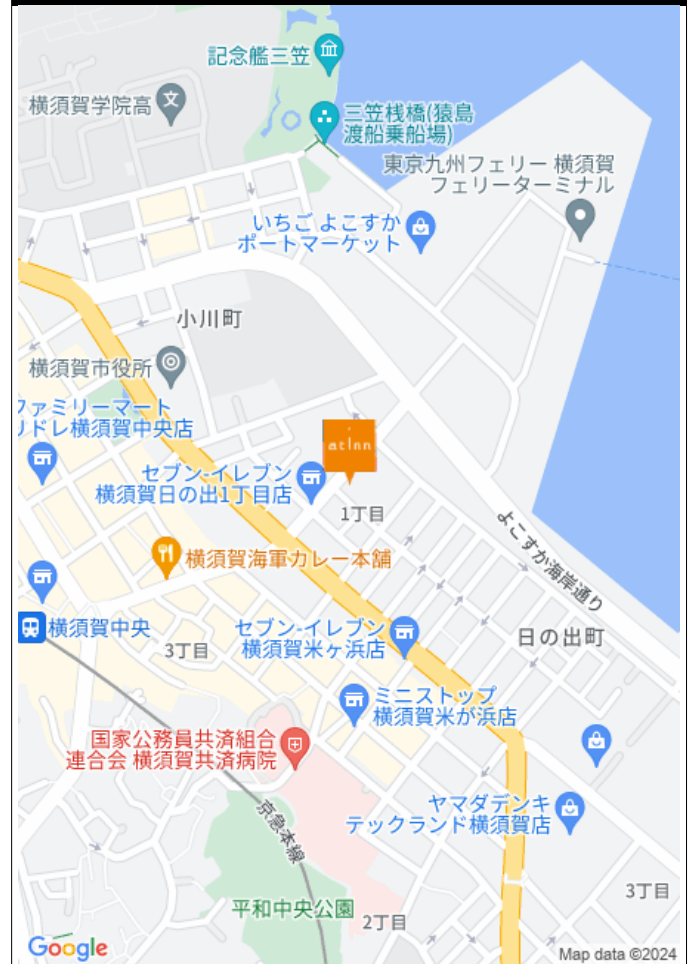 記念艦三笠
横須賀学院高
三笠桟橋(猿島
渡船乗船場)
東京九州フェリー 横須賀
フェリーターミナル
いちご よこすか
ポートマーケット
小川町
横須賀市役所
ファミリーマート
リドレ横須賀中央店
atInn
セブン-イレブン
横須賀日の出1丁目店
1丁目
よこすか海岸通り
横須賀海軍カレー本舗
横須賀中央
3丁目
セブン-イレブン
横須賀米ヶ浜店
日の出町
ミニストップ
横須賀米が浜店
国家公務員共済組合
連合会 横須賀共済病院
ヤマダデンキ
テックランド横須賀店
京急本線
平和中央公園
2丁目
3丁目
Google
Map data ©2024